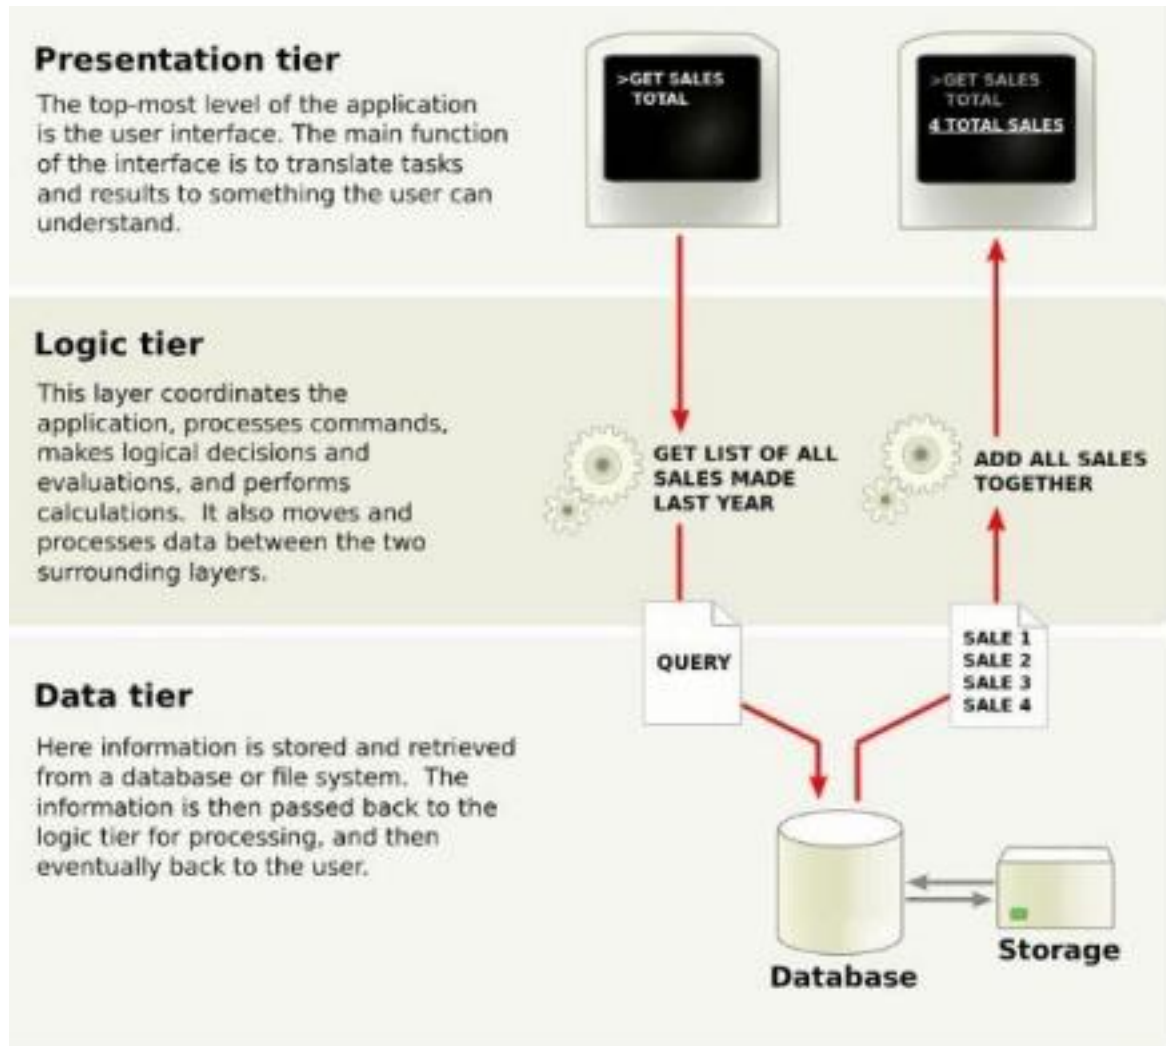 Presentation tier
The top-most level of the application
is the user interface. The main function
of the interface is to translate tasks
and results to something the user can
understand.
>GET SALES
TOTAL
>GET SALES
TOTAL
4 TOTAL SALES
Logic tier
This layer coordinates the
application, processes commands,
makes logical decisions and
evaluations, and performs
calculations. It also moves and
processes data between the two
surrounding layers.
GET LIST OF ALL
SALES MADE
LAST YEAR
ADD ALL SALES
TOGETHER
QUERY
SALE 1
SALE 2
SALE 3
SALE 4
Data tier
Here information is stored and retrieved
from a database or file system. The
information is then passed back to the
logic tier for processing, and then
eventually back to the user.
Database
Storage